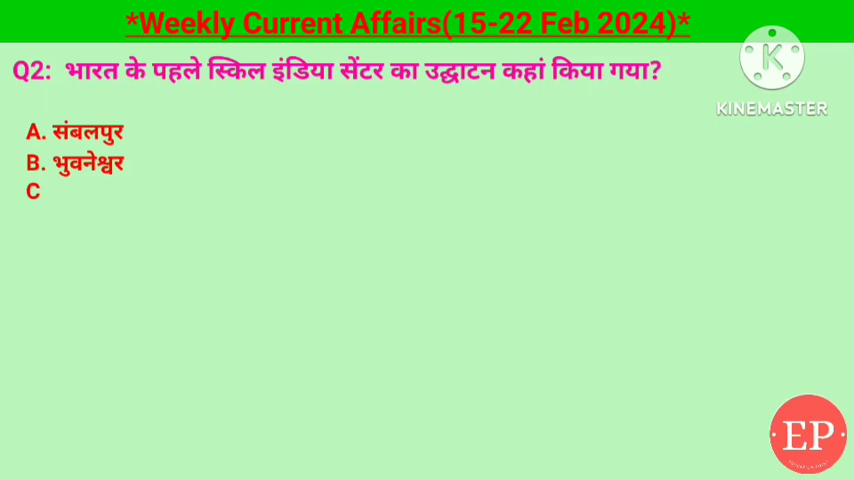 *Weekly Current Affairs(15-22 Feb 2024)*
Q2: भारत के पहले स्किल इंडिया सेंटर का उद्घाटन कहां किया गया?
K
KINEMASTER
A. संबलपुर
B. भुवनेश्वर
C
EP